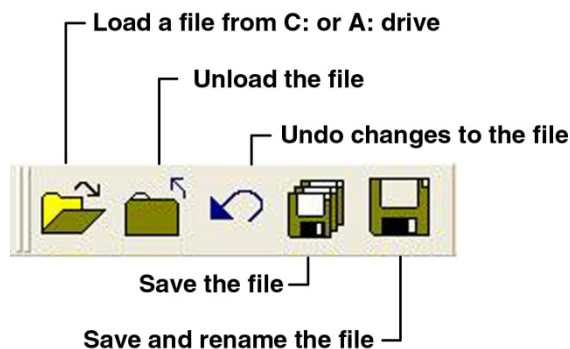 Load a file from C: or A: drive
Unload the file
Undo changes to the file
Save the file
Save and rename the file